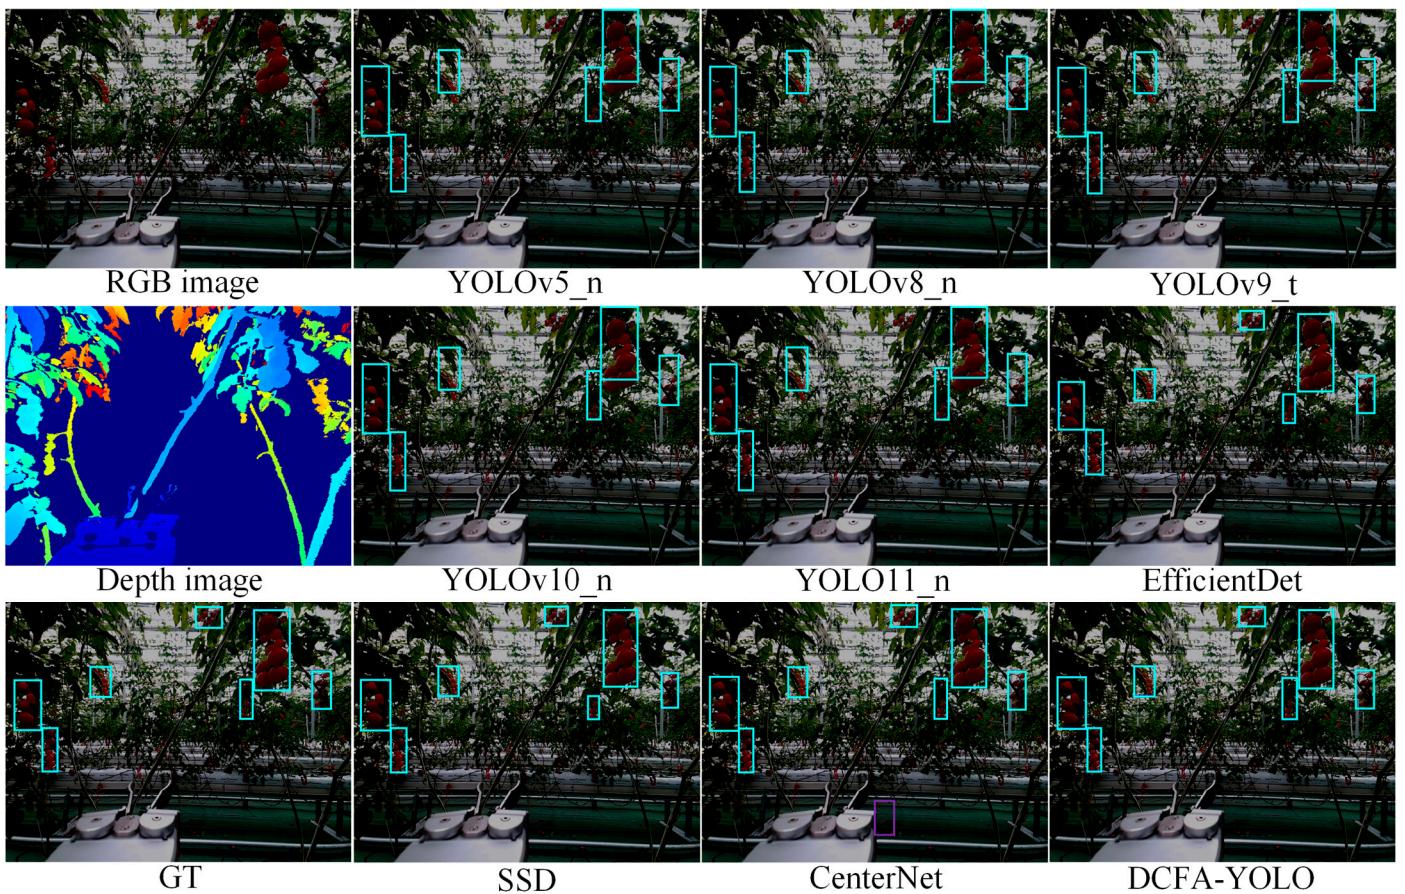 RGB image
YOLOv5_n
YOLOv8_n
YOLOv9_t
Depth image
YOLOv10_n
YOLO11_n
EfficientDet
GT
SSD
CenterNet
DCFA-YOLO